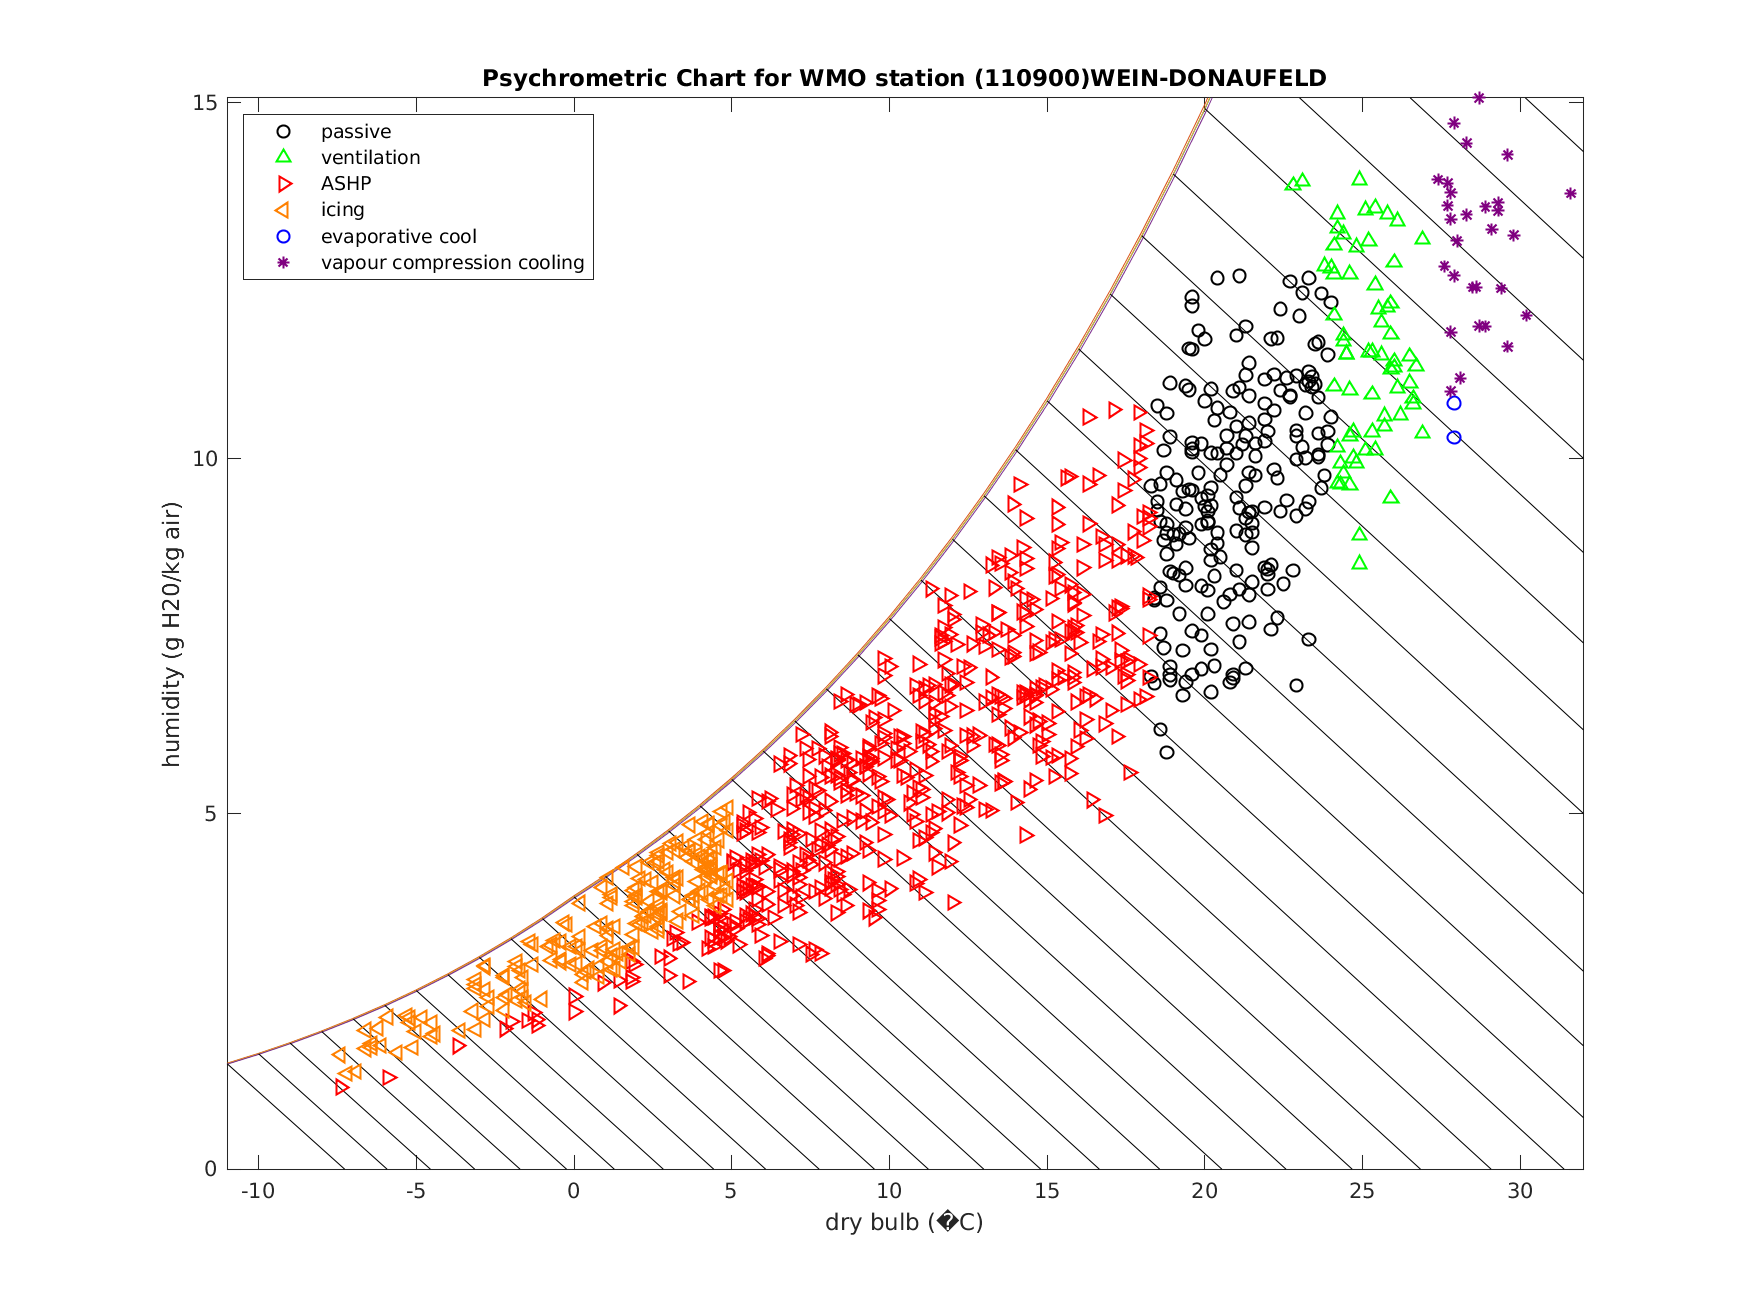 Psychrometric Chart for WMO station (110900)WEIN-DONAUFELD
15
passive
ventilation
ASHP
icing
evaporative cool
vapour compression cooling
10
humidity (g H20/kg air)
5
0
-10 -5 0 5 10 15 20 25 30
dry bulb (�C)